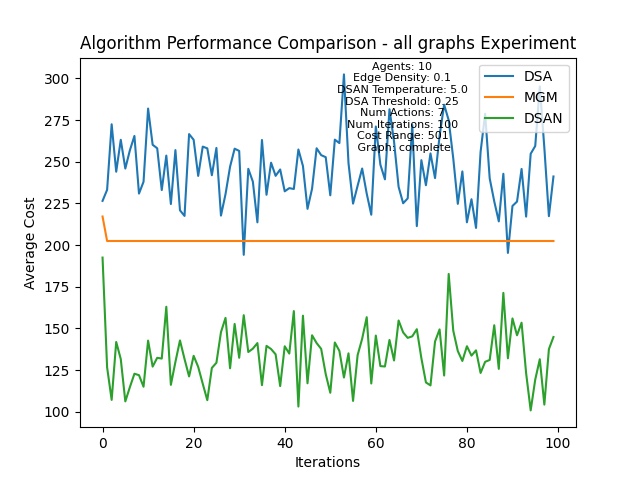 Algorithm Performance Comparison - all graphs Experiment
Agents: 10
Edge Density: 0.1
DSAN Temperature: 5.0
DSA Threshold: 0.25
Num Actions: 7
Num Iterations: 100
Cost Range: 501
Graph: complete
DSA
MGM
DSAN
Average Cost
300
275
250
225
200
175
150
125
100
0
20
40
60
80
100
Iterations